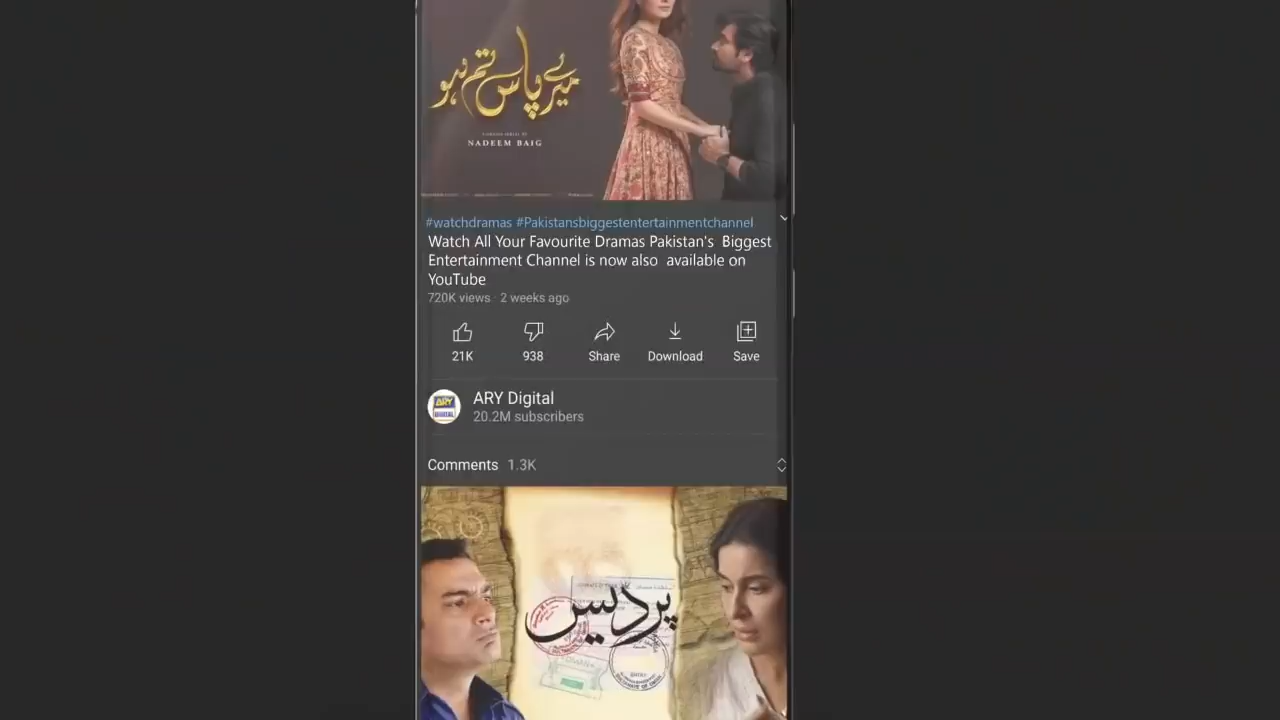 میرے پاس تم ہو
NADEEM BAIG
#watchdramas #Pakistansbiggestentertainmentchannel
Watch All Your Favourite Dramas Pakistan's Biggest
Entertainment Channel is now also available on
YouTube
720K views · 2 weeks ago
21K
938
Share
Download
Save
ARY
DIGITAL
ARY Digital
20.2M subscribers
Comments 1.3K
پردیس